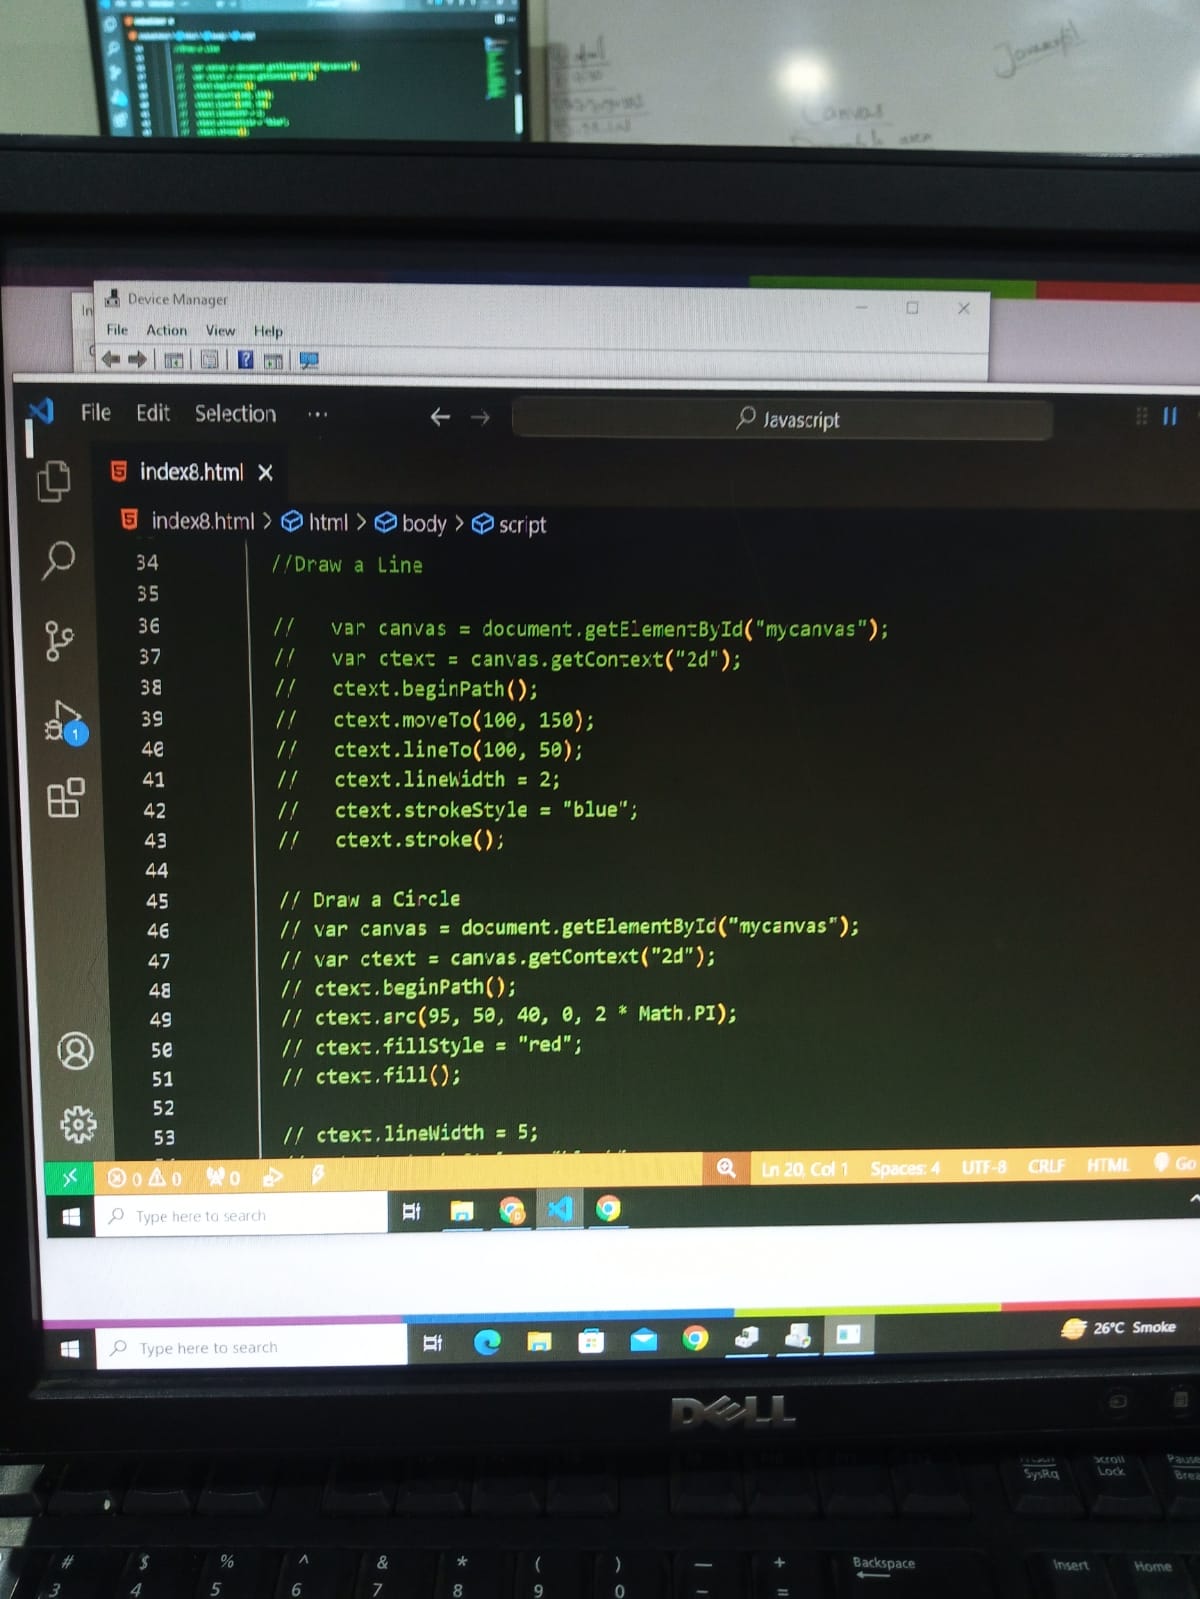 Javascript
Canvas
Device Manager
File Action View Help
File Edit Selection ... Javascript
index8.html
index8.html > html > body > script
34 //Draw a Line
35
36 // var canvas = document.getElementById("mycanvas");
37 // var ctext = canvas.getContext("2d");
38 // ctext.beginPath();
39 // ctext.moveTo(100, 150);
40 // ctext.lineTo(100, 50);
41 // ctext.lineWidth = 2;
42 // ctext.strokeStyle = "blue";
43 // ctext.stroke();
44
45 // Draw a Circle
46 // var canvas = document.getElementById("mycanvas");
47 // var ctext = canvas.getContext("2d");
48 // ctext.beginPath();
49 // ctext.arc(95, 50, 40, 0, 2 * Math.PI);
50 // ctext.fillStyle = "red";
51 // ctext.fill();
52
53 // ctext.lineWidth = 5;
1
0 0 0 Ln 20, Col 1 Spaces: 4 UTF-8 CRLF HTML Go
Type here to search
Type here to search 26°C Smoke
DELL
SysRq Scroll Lock Pause
# $ % ^ & * ( ) — + Backspace Insert Home
3 4 5 6 7 8 9 0 - =